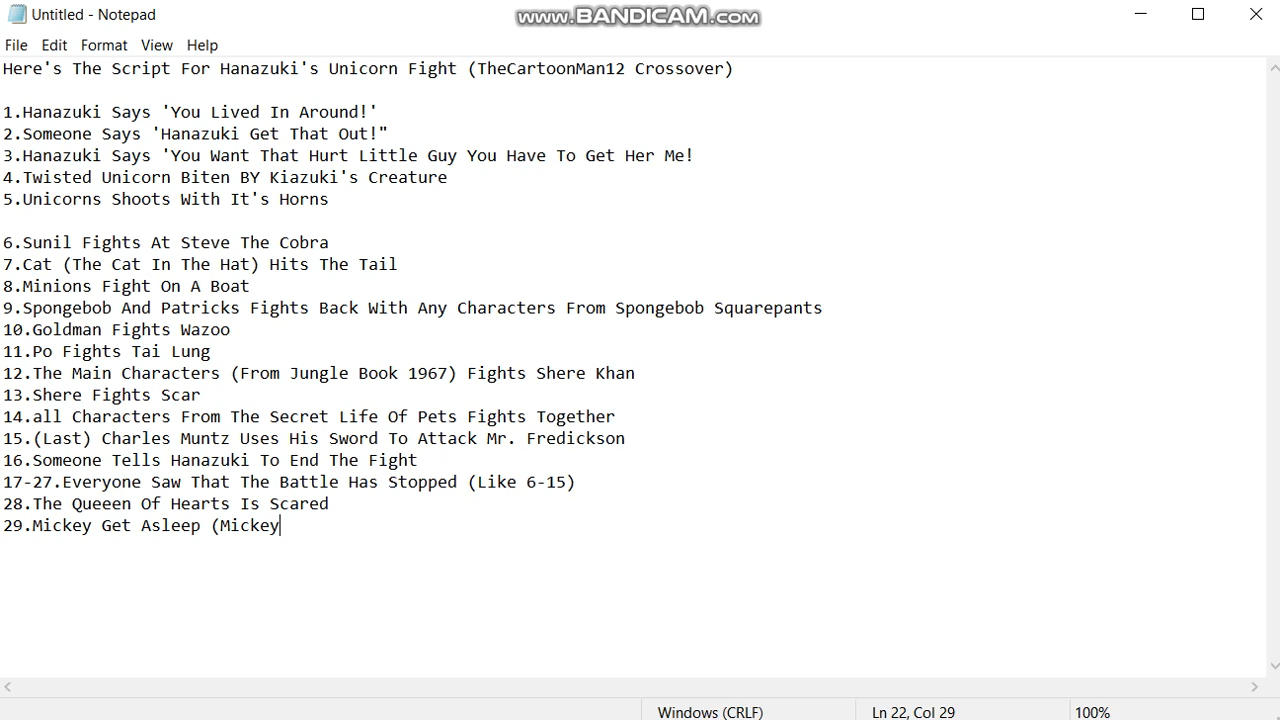 Untitled - Notepad
www.BANDICAM.com
File Edit Format View Help
Here's The Script For Hanazuki's Unicorn Fight (TheCartoonMan12 Crossover)
1.Hanazuki Says 'You Lived In Around!'
2.Someone Says 'Hanazuki Get That Out!"
3.Hanazuki Says 'You Want That Hurt Little Guy You Have To Get Her Me!
4.Twisted Unicorn Biten BY Kiazuki's Creature
5.Unicorns Shoots With It's Horns
6.Sunil Fights At Steve The Cobra
7.Cat (The Cat In The Hat) Hits The Tail
8.Minions Fight On A Boat
9.Spongebob And Patricks Fights Back With Any Characters From Spongebob Squarepants
10.Goldman Fights Wazoo
11.Po Fights Tai Lung
12.The Main Characters (From Jungle Book 1967) Fights Shere Khan
13.Shere Fights Scar
14.all Characters From The Secret Life Of Pets Fights Together
15.(Last) Charles Muntz Uses His Sword To Attack Mr. Fredickson
16.Someone Tells Hanazuki To End The Fight
17-27.Everyone Saw That The Battle Has Stopped (Like 6-15)
28.The Queeen Of Hearts Is Scared
29.Mickey Get Asleep (Mickey
Windows (CRLF) Ln 22, Col 29 100%